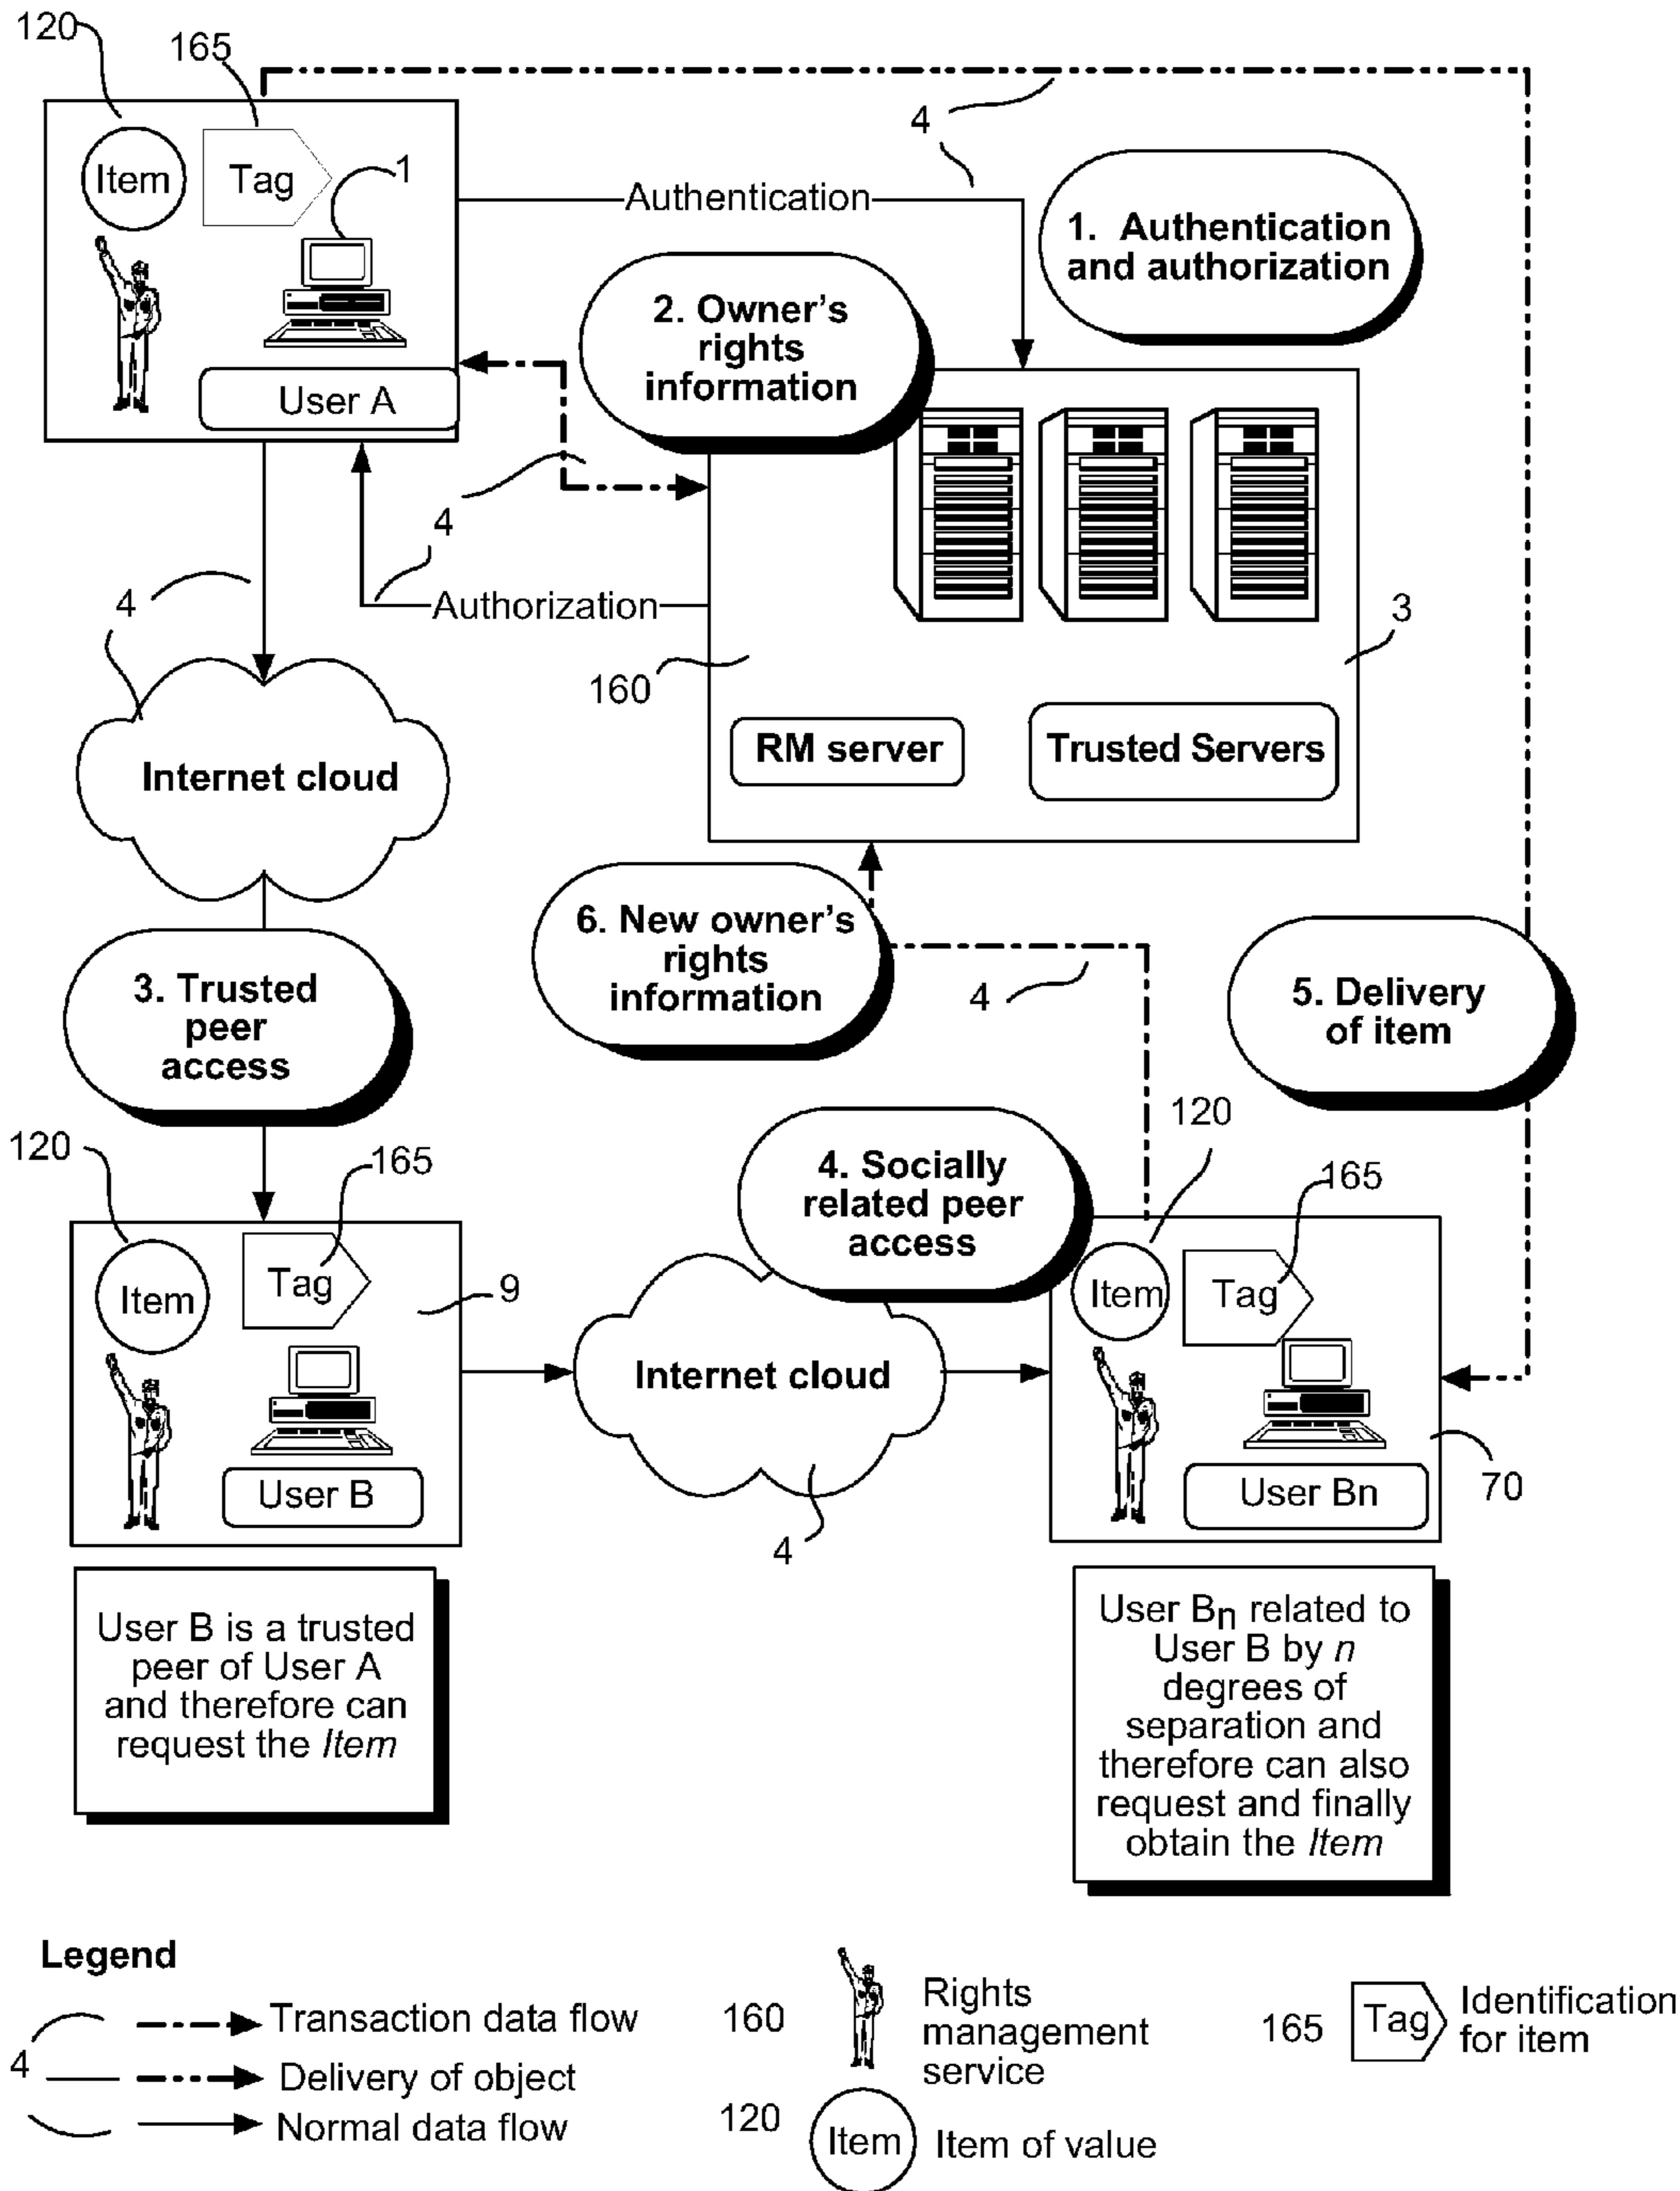 120
165
4
Item
Tag
1
Authentication
1. Authentication
and authorization
2. Owner's
rights
information
User A
4
4
Authorization
3
160
RM server
Trusted Servers
Internet cloud
6. New owner's
rights
information
4
3. Trusted
peer
access
5. Delivery
of item
120
165
4. Socially
related peer
access
120
165
Item
Tag
9
Internet cloud
Item
Tag
User B
4
User Bn
70
User B is a trusted
peer of User A
and therefore can
request the Item
User Bn related to
User B by n
degrees of
separation and
therefore can also
request and finally
obtain the Item
Legend
4
Transaction data flow
Delivery of object
Normal data flow
160
Rights
management
service
120
Item
Item of value
165
Tag
Identification
for item